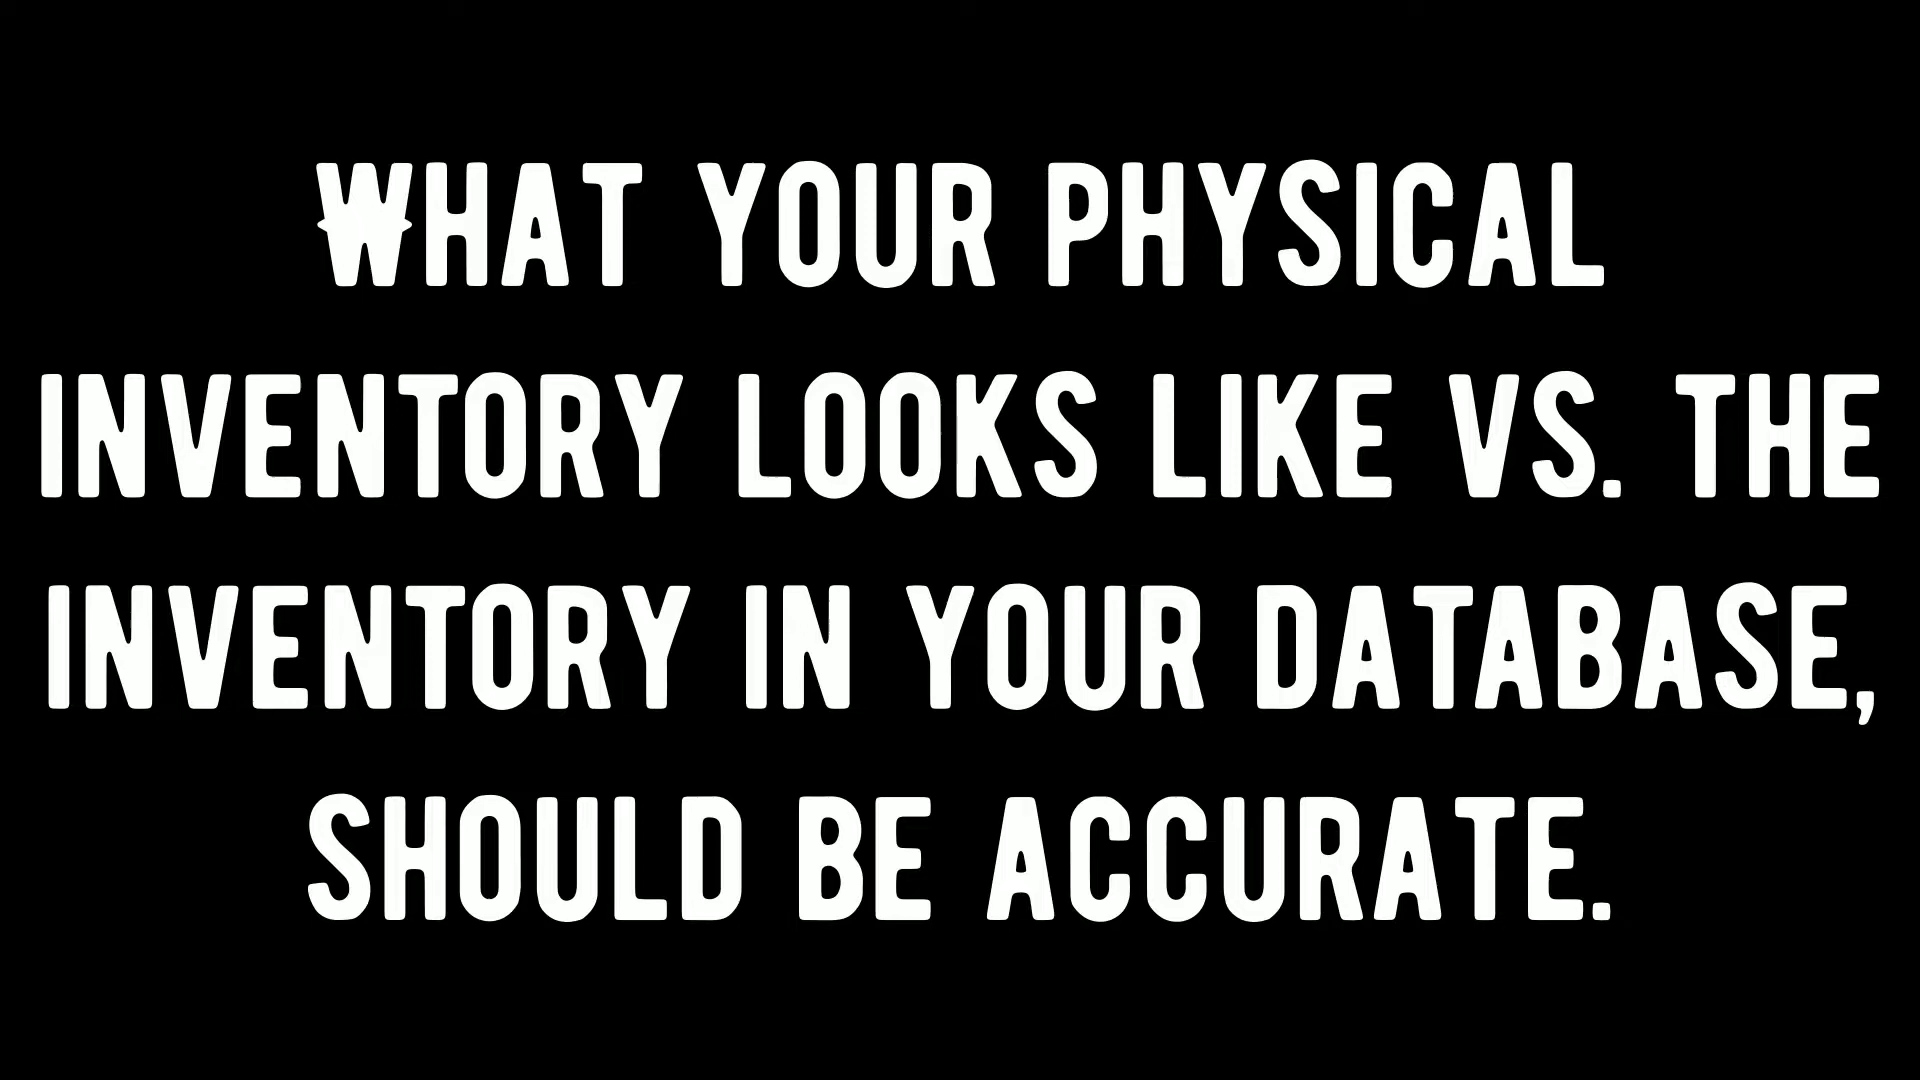 What your physical
inventory looks like vs. the
inventory in your database,
should be accurate.